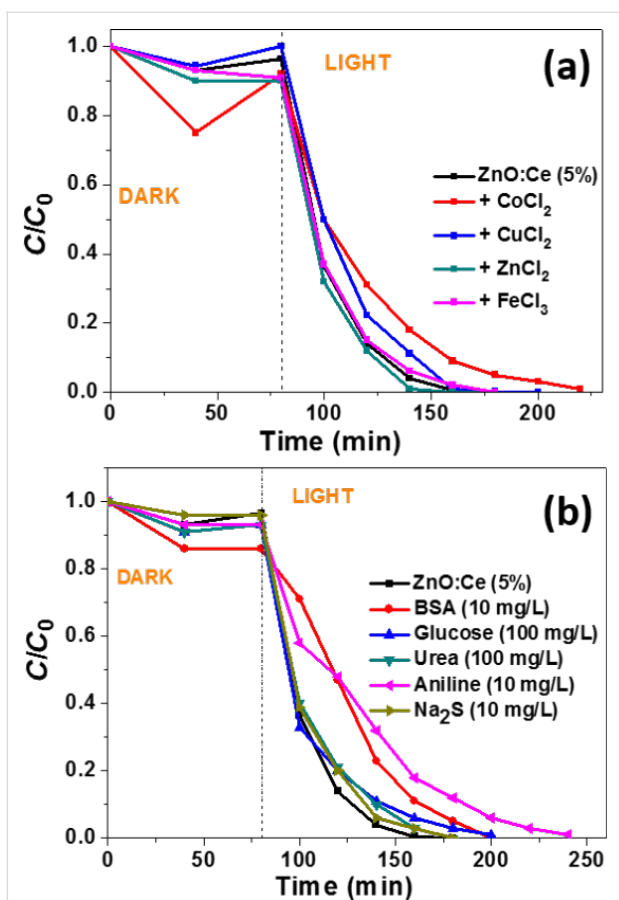 (a)
LIGHT
DARK
ZnO:Ce (5%)
+ CoCl2
+ CuCl2
+ ZnCl2
+ FeCl3
C/C0
1.0
0.8
0.6
0.4
0.2
0.0
0 50 100 150 200
Time (min)
(b)
LIGHT
DARK
ZnO:Ce (5%)
BSA (10 mg/L)
Glucose (100 mg/L)
Urea (100 mg/L)
Aniline (10 mg/L)
Na2S (10 mg/L)
C/C0
1.0
0.8
0.6
0.4
0.2
0.0
0 50 100 150 200 250
Time (min)